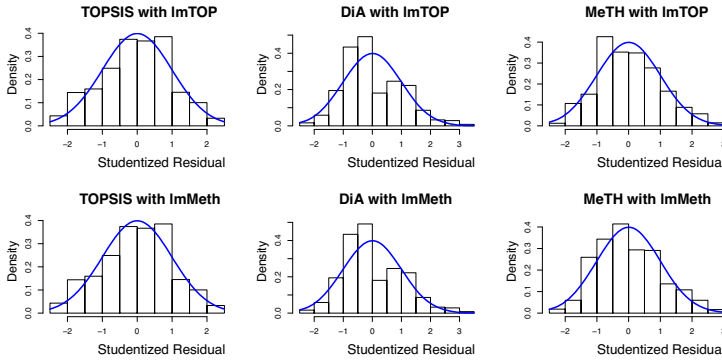 TOPSIS with lmTOP
DiA with lmTOP
MeTH with lmTOP
Density
0.0 0.1 0.2 0.3 0.4
−2 −1 0 1 2
Studentized Residual
Density
0.0 0.2 0.4
−2 −1 0 1 2 3
Studentized Residual
Density
0.0 0.1 0.2 0.3 0.4
−2 −1 0 1 2 3
Studentized Residual
TOPSIS with lmMeth
DiA with lmMeth
MeTH with lmMeth
Density
0.0 0.1 0.2 0.3 0.4
−2 −1 0 1 2
Studentized Residual
Density
0.0 0.2 0.4
−2 −1 0 1 2 3
Studentized Residual
Density
0.0 0.1 0.2 0.3 0.4
−2 −1 0 1 2 3
Studentized Residual